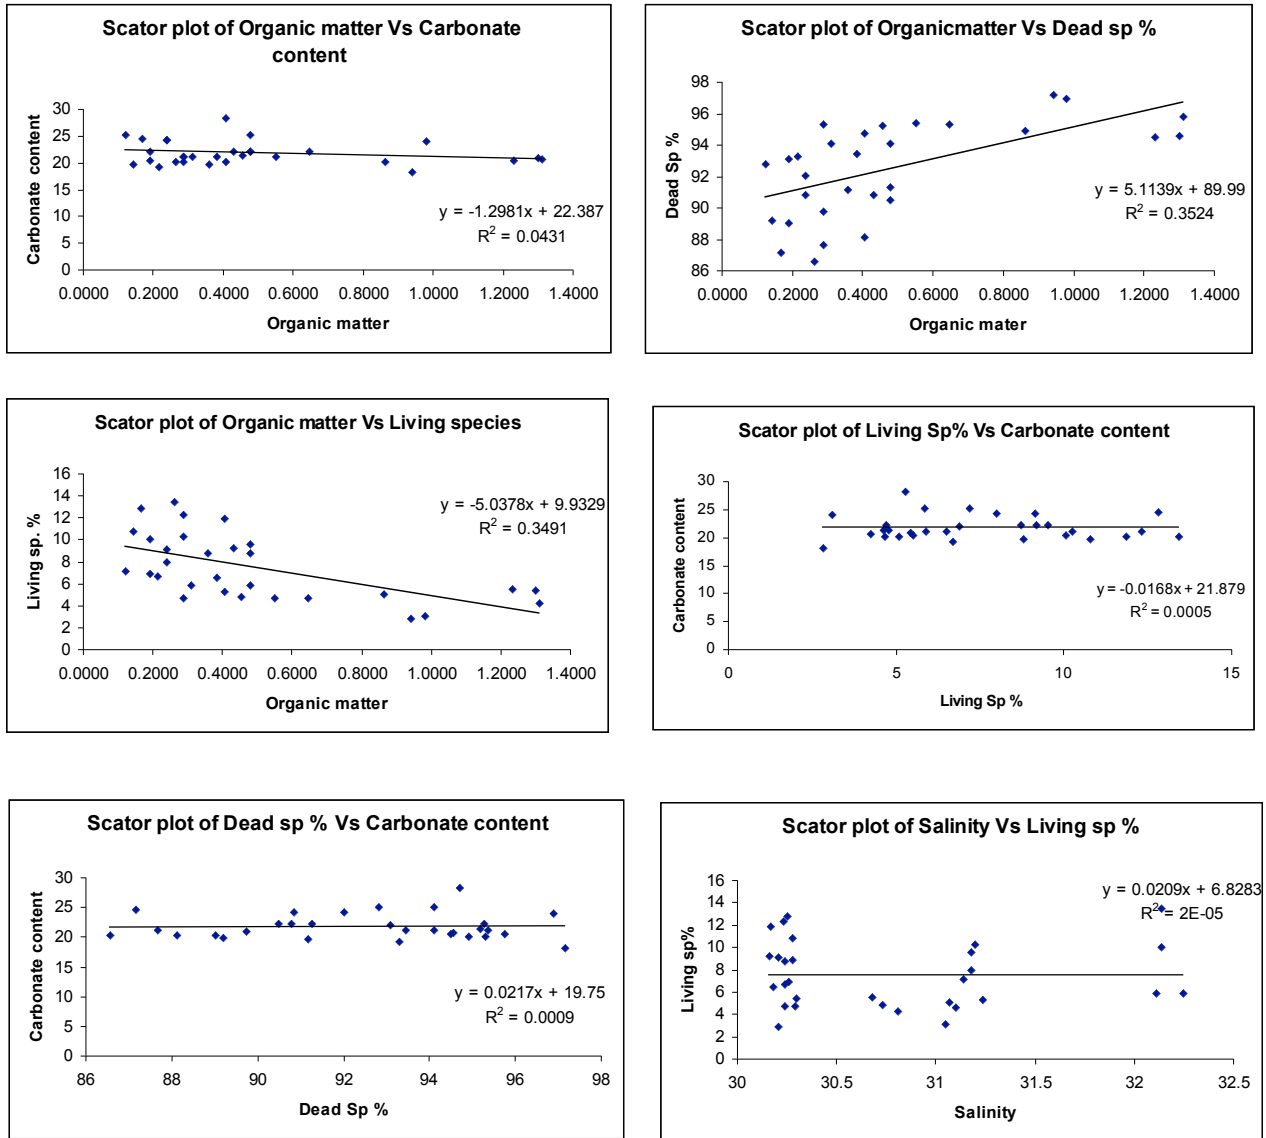 Scator plot of Organic matter Vs Carbonate
content
30
25
20
15
10
5
0
Carbonate content
0.0000 0.2000 0.4000 0.6000 0.8000 1.0000 1.2000 1.4000
Organic matter
y = -1.2981x + 22.387
R² = 0.0431
Scator plot of Organicmatter Vs Dead sp %
98
96
94
92
90
88
86
Dead Sp %
0.0000 0.2000 0.4000 0.6000 0.8000 1.0000 1.2000 1.4000
Organic mater
y = 5.1139x + 89.99
R² = 0.3524
Scator plot of Organic matter Vs Living species
16
14
12
10
8
6
4
2
0
Living sp. %
0.0000 0.2000 0.4000 0.6000 0.8000 1.0000 1.2000 1.4000
Organic matter
y = -5.0378x + 9.9329
R² = 0.3491
Scator plot of Living Sp% Vs Carbonate content
30
25
20
15
10
5
0
Carbonate content
0 5 10 15
Living Sp %
y = -0.0168x + 21.879
R² = 0.0005
Scator plot of Dead sp % Vs Carbonate content
30
25
20
15
10
5
0
Carbonate content
86 88 90 92 94 96 98
Dead Sp %
y = 0.0217x + 19.75
R² = 0.0009
Scator plot of Salinity Vs Living sp %
16
14
12
10
8
6
4
2
0
Living sp%
30 30.5 31 31.5 32 32.5
Salinity
y = 0.0209x + 6.8283
R² = 2E-05